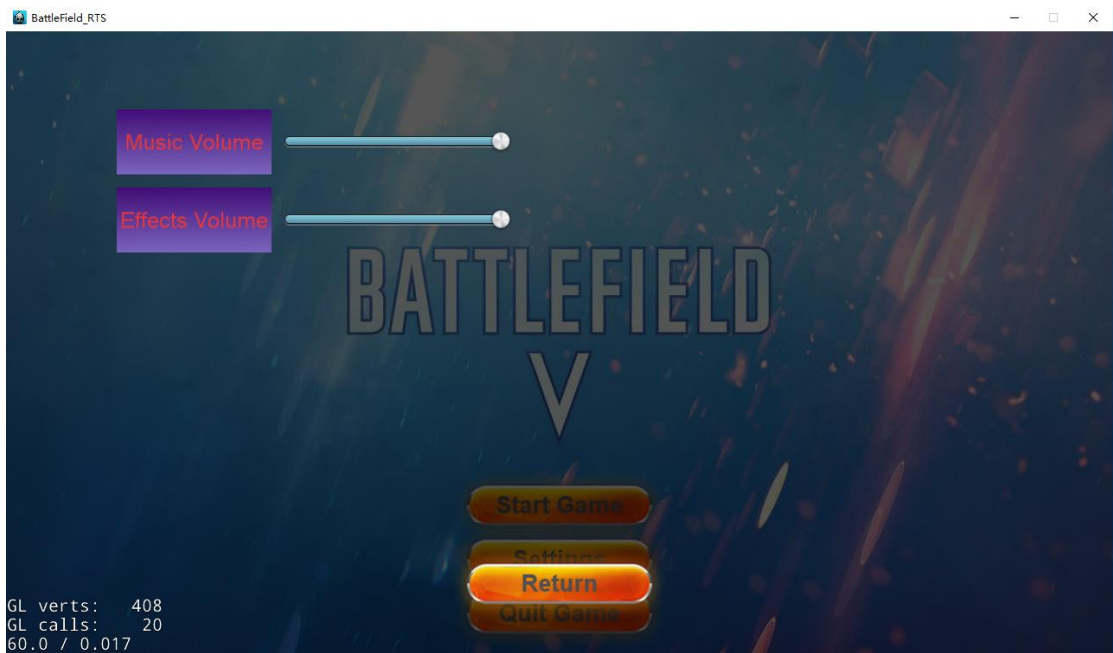 BattleField_RTS
Music Volume
Effects Volume
BATTLEFIELD
V
Start Game
Settings
Return
Quit Game
GL verts: 408
GL calls: 20
60.0 / 0.017